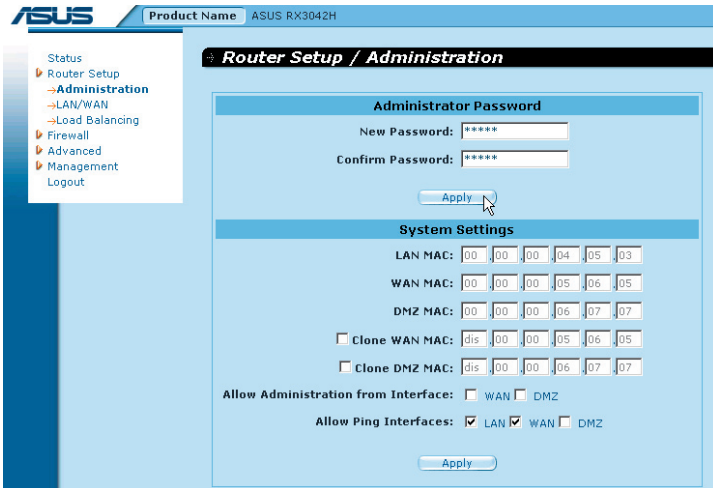 ASUS
Product Name ASUS RX3042H
Status
Router Setup
Administration
LAN/WAN
Load Balancing
Firewall
Advanced
Management
Logout
Router Setup / Administration
Administrator Password
New Password: *****
Confirm Password: *****
Apply
System Settings
LAN MAC: 00 .00 .00 .04 .05 .03
WAN MAC: 00 .00 .00 .05 .06 .05
DMZ MAC: 00 .00 .00 .06 .07 .07
Clone WAN MAC: dis .00 .00 .05 .06 .05
Clone DMZ MAC: dis .00 .00 .06 .07 .07
Allow Administration from Interface: WAN DMZ
Allow Ping Interfaces: LAN WAN DMZ
Apply